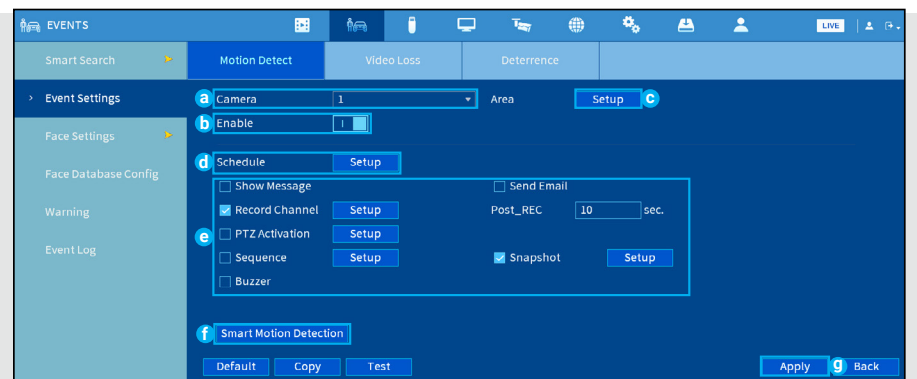 EVENTS LIVE
Smart Search Motion Detect Video Loss Deterrence
Event Settings a Camera 1 Area Setup c
b Enable
Face Settings
d Schedule Setup
Face Database Config
Show Message Send Email
Warning Record Channel Setup Post_REC 10 sec.
e PTZ Activation Setup
Event Log Sequence Setup Snapshot Setup
Buzzer
f Smart Motion Detection
Default Copy Test Apply g Back